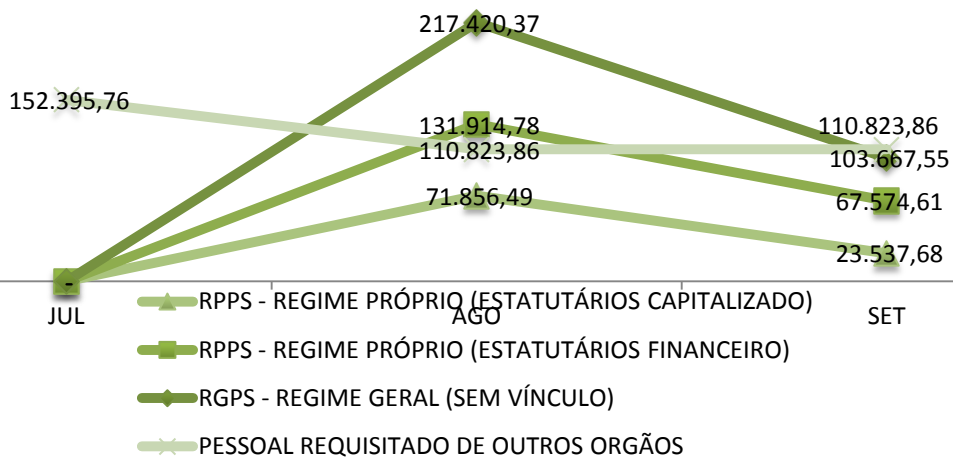 217.420,37
152.395,76
131.914,78
110.823,86
110.823,86
103.667,55
71.856,49
67.574,61
23.537,68
-
JUL AGO SET
RPPS - REGIME PRÓPRIO (ESTATUTÁRIOS CAPITALIZADO)
RPPS - REGIME PRÓPRIO (ESTATUTÁRIOS FINANCEIRO)
RGPS - REGIME GERAL (SEM VÍNCULO)
PESSOAL REQUISITADO DE OUTROS ORGÃOS